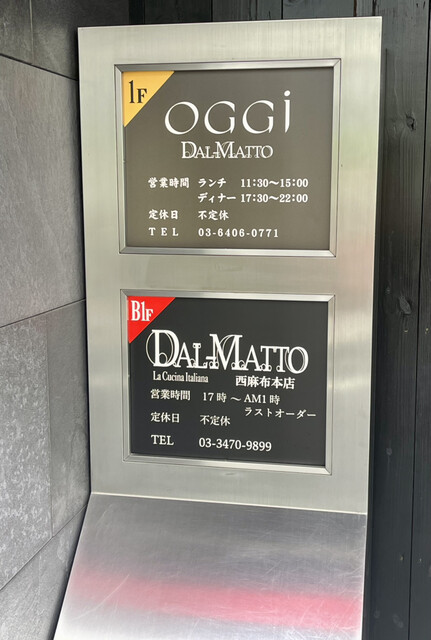 1F
OGGi
DAL-MATTO
営業時間 ランチ 11:30〜15:00
ディナー 17:30〜22:00
定休日 不定休
TEL 03-6406-0771
B1F
DAL-MATTO
La Cucina Italiana 西麻布本店
営業時間 17時〜AM1時
ラストオーダー
定休日 不定休
TEL 03-3470-9899